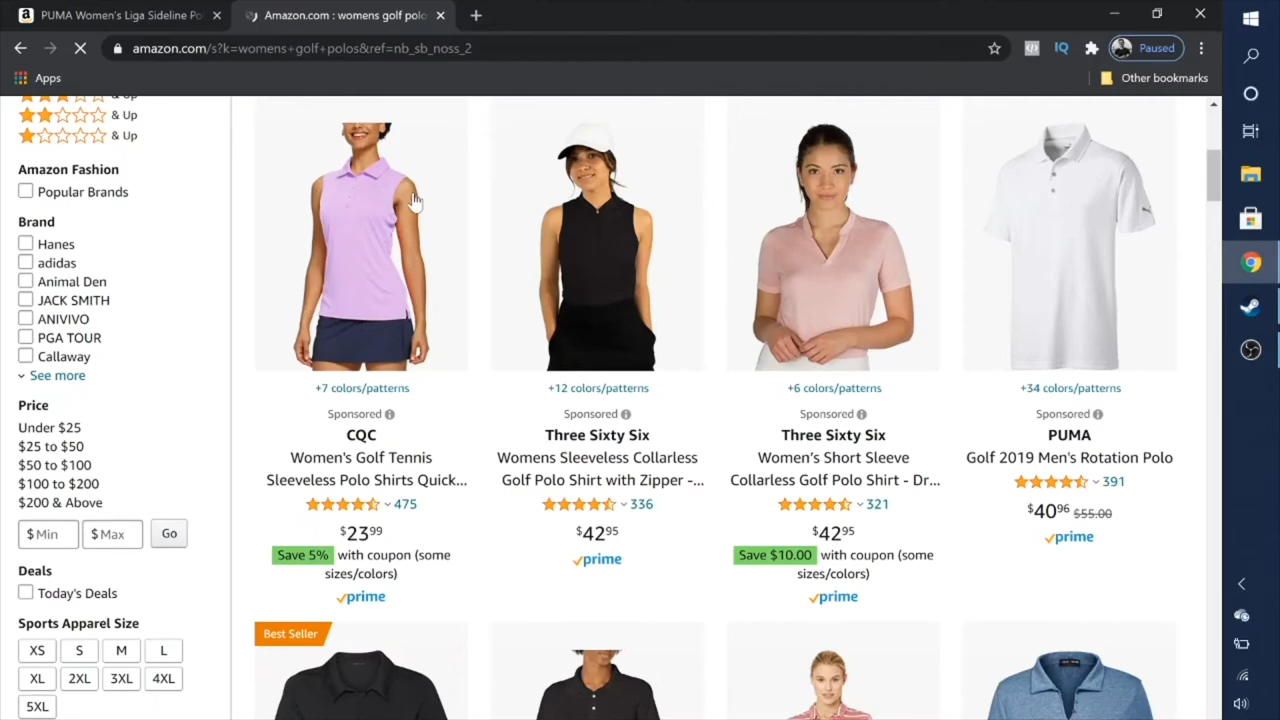 PUMA Women's Liga Sideline Po
Amazon.com : womens golf polo
amazon.com/s?k=womens+golf+polos&ref=nb_sb_noss_2
IQ
Paused
Apps
Other bookmarks
& Up
& Up
& Up
Amazon Fashion
Popular Brands
Brand
Hanes
adidas
Animal Den
JACK SMITH
ANIVIVO
PGA TOUR
Callaway
See more
Price
Under $25
$25 to $50
$50 to $100
$100 to $200
$200 & Above
$ Min
$ Max
Go
Deals
Today's Deals
Sports Apparel Size
XS
S
M
L
XL
2XL
3XL
4XL
5XL
+7 colors/patterns
Sponsored
CQC
Women's Golf Tennis
Sleeveless Polo Shirts Quick...
475
$23.99
Save 5% with coupon (some
sizes/colors)
prime
+12 colors/patterns
Sponsored
Three Sixty Six
Womens Sleeveless Collarless
Golf Polo Shirt with Zipper -...
336
$42.95
prime
+6 colors/patterns
Sponsored
Three Sixty Six
Women's Short Sleeve
Collarless Golf Polo Shirt - Dr...
321
$42.95
Save $10.00 with coupon (some
sizes/colors)
prime
+34 colors/patterns
Sponsored
PUMA
Golf 2019 Men's Rotation Polo
391
$40.96 $55.00
prime
Best Seller